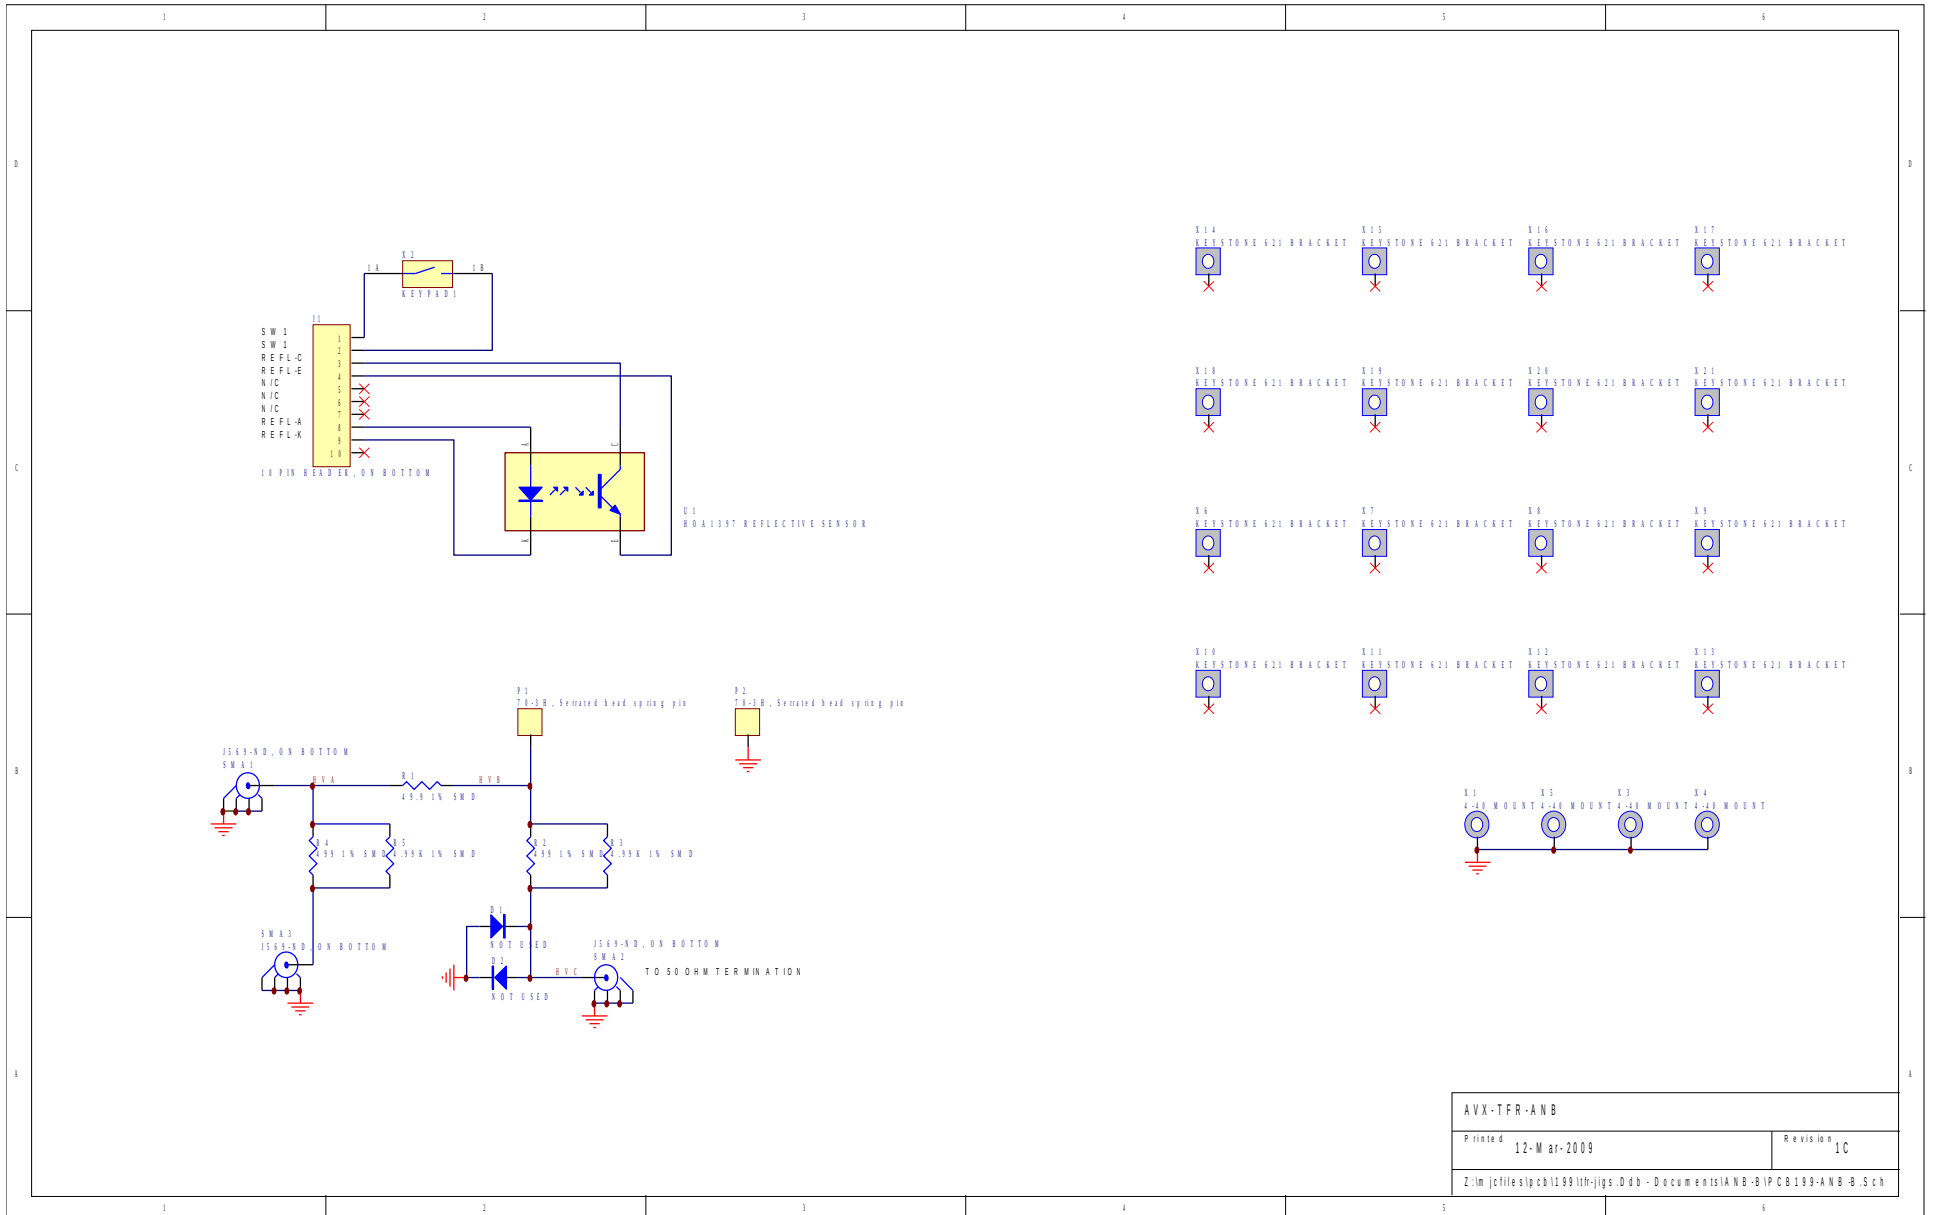 1 2 3 4 5 6
D D
C C
B B
A A
X2
1A 1B
KEYPAD1
J1
SW1 1
SW1 2
REFL-C 3
REFL-E 4
N/C 5
N/C 6
N/C 7
REFL-A 8
REFL-K 9
10
10 PIN HEADER, ON BOTTOM
A C
E
U1
HOA1397 REFLECTIVE SENSOR
X14 X15 X16 X17
KEYSTONE 621 BRACKET KEYSTONE 621 BRACKET KEYSTONE 621 BRACKET KEYSTONE 621 BRACKET
X18 X19 X20 X21
KEYSTONE 621 BRACKET KEYSTONE 621 BRACKET KEYSTONE 621 BRACKET KEYSTONE 621 BRACKET
X6 X7 X8 X9
KEYSTONE 621 BRACKET KEYSTONE 621 BRACKET KEYSTONE 621 BRACKET KEYSTONE 621 BRACKET
X10 X11 X12 X13
KEYSTONE 621 BRACKET KEYSTONE 621 BRACKET KEYSTONE 621 BRACKET KEYSTONE 621 BRACKET
P1
70-3H, Serrated head spring pin
P2
70-3H, Serrated head spring pin
J569-ND, ON BOTTOM
SMA1
HVA
R1
49.9 1% SMD
HVB
R4
499 1% SMD
R5
4.99K 1% SMD
R2
499 1% SMD
R3
4.99K 1% SMD
X1 X5 X3 X4
4-40 MOUNT 4-40 MOUNT 4-40 MOUNT 4-40 MOUNT
SMA3
J569-ND, ON BOTTOM
D1
NOT USED
D2
NOT USED
HVC
J569-ND, ON BOTTOM
SMA2
TO 50 OHM TERMINATION
AVX-TFR-ANB
Printed 12-Mar-2009
Revision 1C
Z:\mjcfiles\pcb\199\tfr-jigs.Ddb - Documents\ANB-B\PCB199-ANB-B.Sch
1 2 3 4 5 6